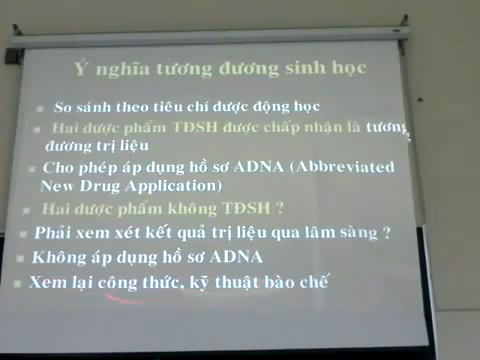 Ý nghĩa tương đương sinh học
So sánh theo tiêu chí dược động học
Hai dược phẩm TĐSH được chấp nhận là tương
đương trị liệu
Cho phép áp dụng hồ sơ ADNA (Abbreviated
New Drug Application)
Hai dược phẩm không TĐSH ?
Phải xem xét kết quả trị liệu qua lâm sàng ?
Không áp dụng hồ sơ ADNA
Xem lại công thức, kỹ thuật bào chế